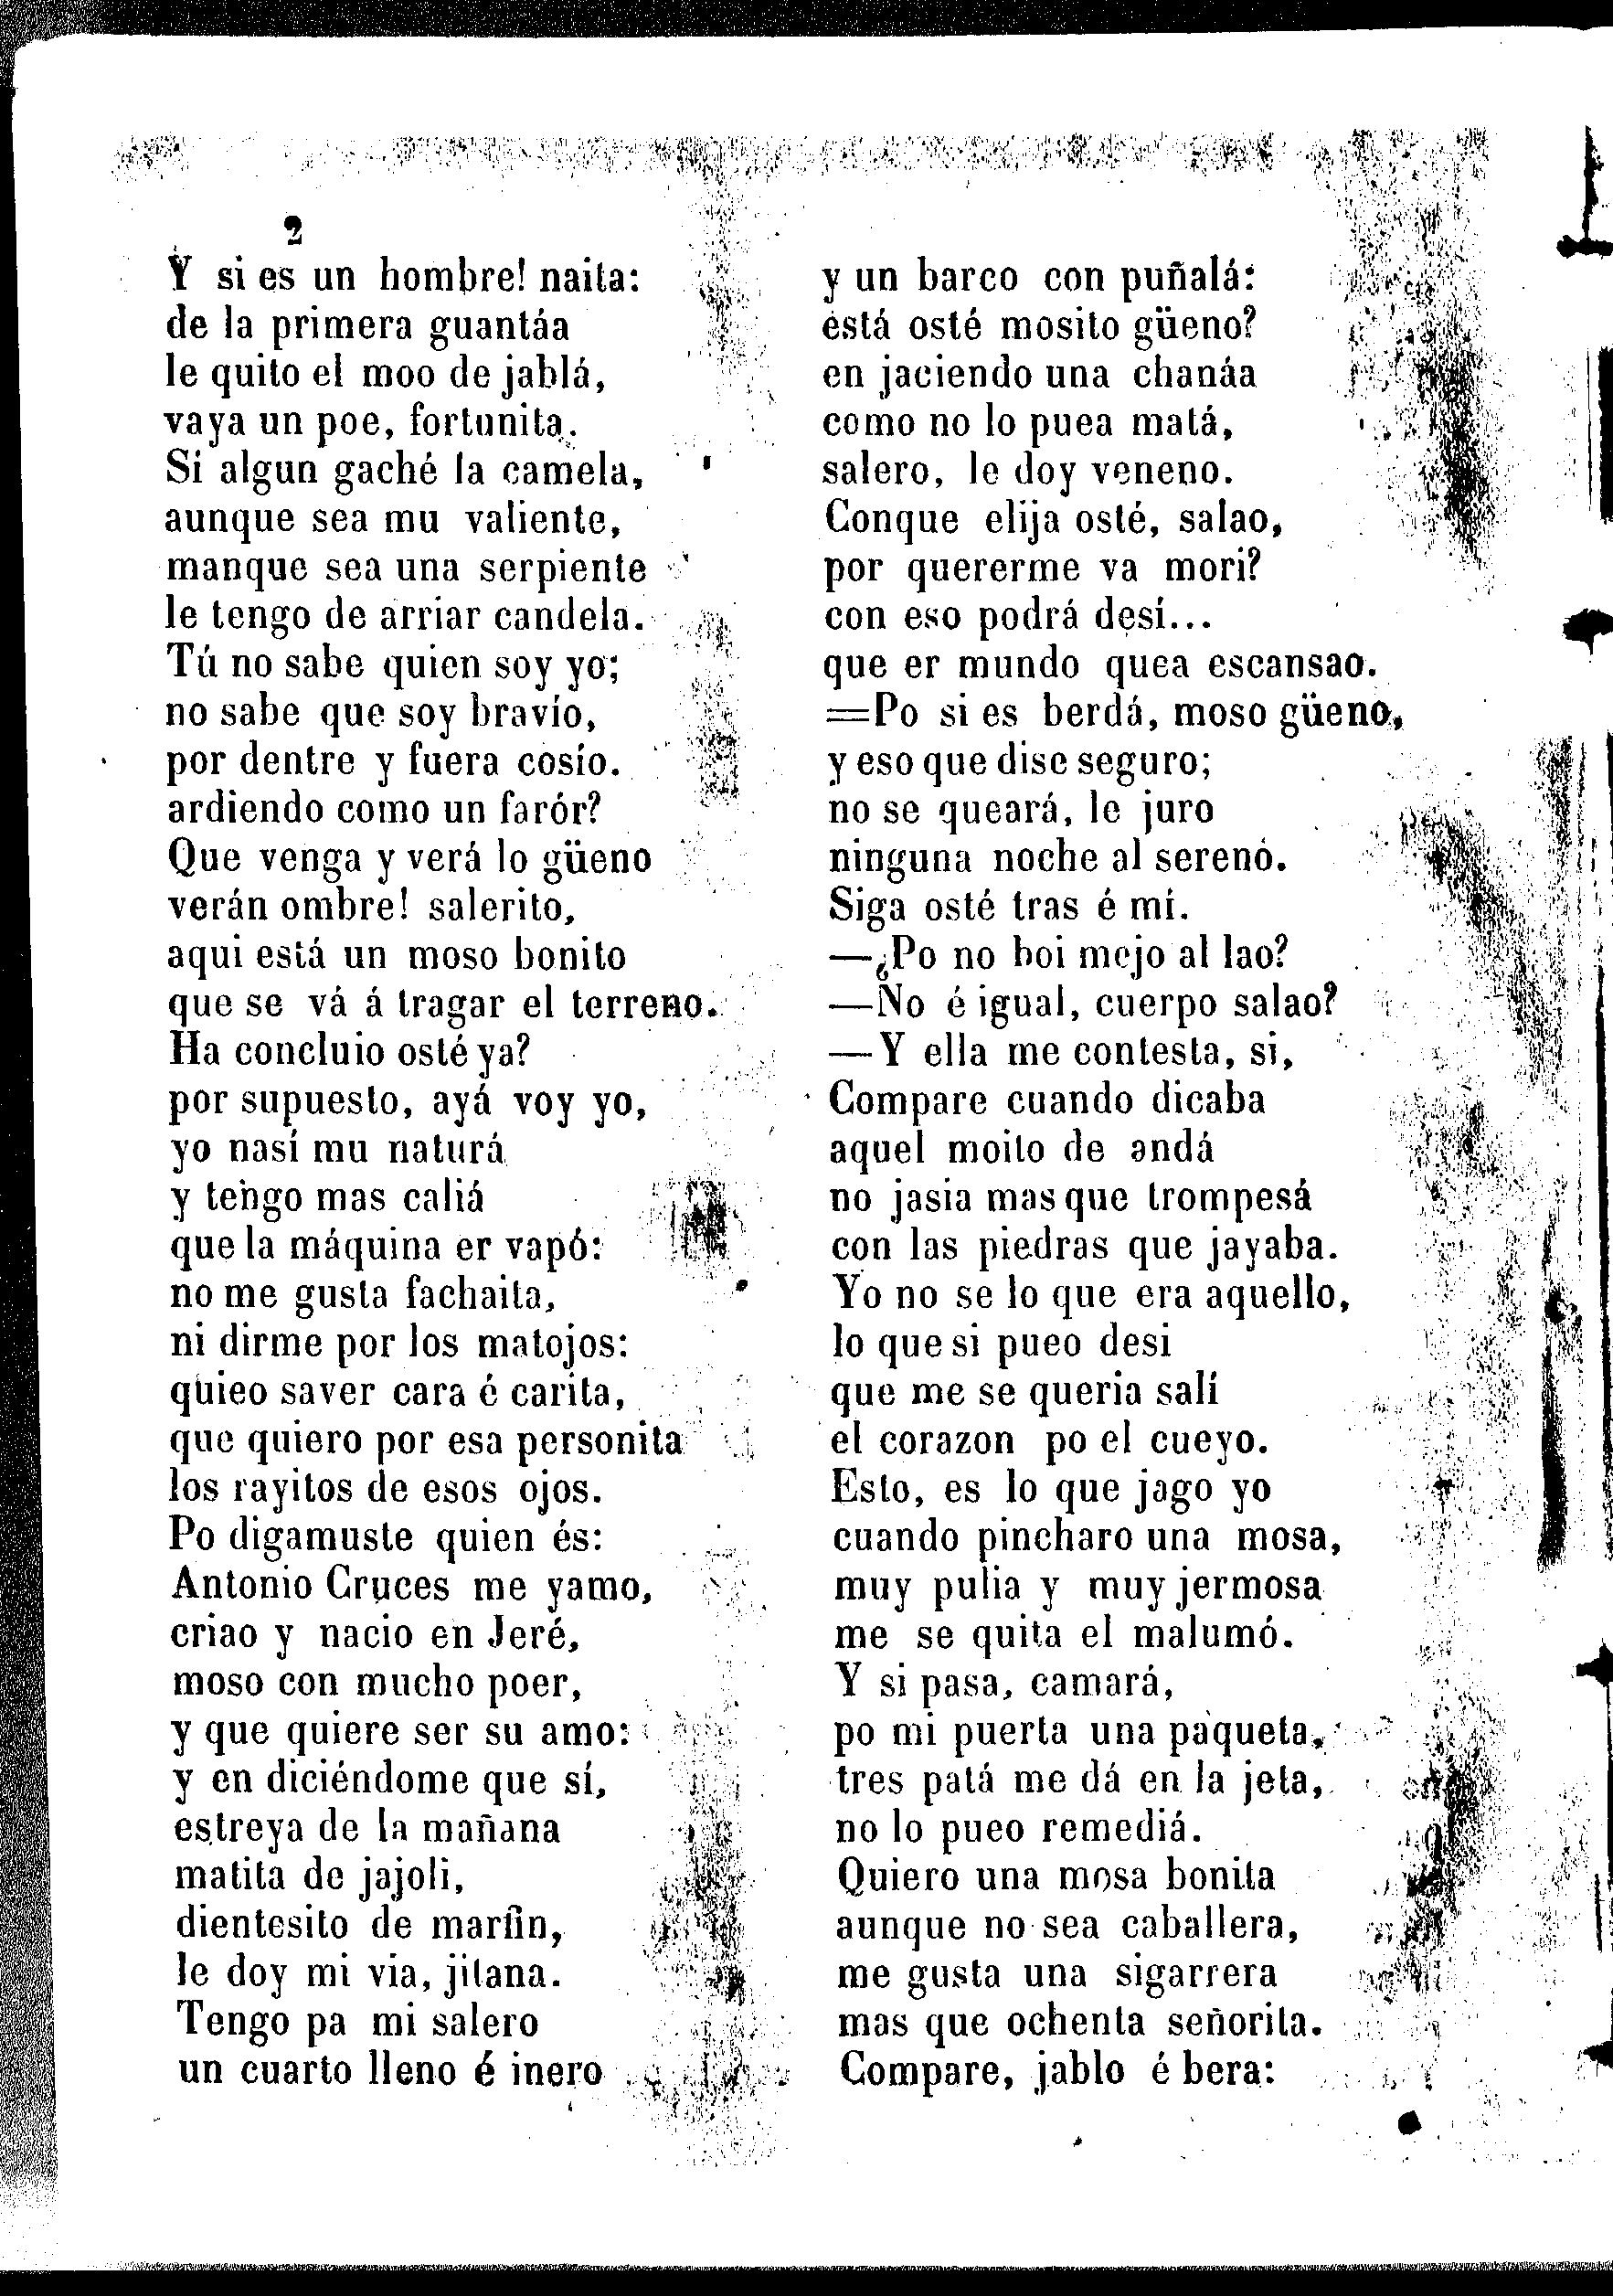 2
Y si es un hombre! naita:
de la primera guantáa
le quito el moo de jablá,
vaya un poe, fortunita.
Si algun gaché la camela,
aunque sea mu valiente,
manque sea una serpiente
le tengo de arriar candela.
Tú no sabe quien soy yo;
no sabe que soy bravío,
por dentre y fuera cosío.
ardiendo como un farór?
Que venga y verá lo güeno
verán ombre! salerito,
aqui está un moso bonito
que se vá á tragar el terreno.
Ha concluio osté ya?
por supuesto, ayá voy yo,
yo nasí mu naturá
y tengo mas caliá
que la máquina er vapó:
no me gusta fachaita,
ni dirme por los matojos:
quieo saver cara é carita,
que quiero por esa personita
los rayitos de esos ojos.
Po digamuste quien és:
Antonio Cruces me yamo,
criao y nacio en Jeré,
moso con mucho poer,
y que quiere ser su amo:
y en diciéndome que sí,
estreya de la mañana
matita de jajoli,
dientesito de marfin,
le doy mi via, jitana.
Tengo pa mi salero
un cuarto lleno é inero
y un barco con puñalá:
está osté mosito güeno?
en jaciendo una chanáa
como no lo puea matá,
salero, le doy veneno.
Conque elija osté, salao,
por quererme va mori?
con eso podrá desí...
que er mundo quea escansao.
=Po si es berdá, moso güeno,
y eso que dise seguro;
no se queará, le juro
ninguna noche al sereno.
Siga osté tras é mí.
—¿Po no boi mejo al lao?
—No é igual, cuerpo salao?
—Y ella me contesta, si,
Compare cuando dicaba
aquel moito de andá
no jasia mas que trompesá
con las piedras que jayaba.
Yo no se lo que era aquello,
lo que si pueo desi
que me se queria salí
el corazon po el cueyo.
Esto, es lo que jago yo
cuando pincharo una mosa,
muy pulia y muy jermosa
me se quita el malumó.
Y si pasa, camará,
po mi puerta una paqueta,
tres patá me dá en la jeta,
no lo pueo remediá.
Quiero una mosa bonita
aunque no sea caballera,
me gusta una sigarrera
mas que ochenta señorita.
Compare, jablo é bera: